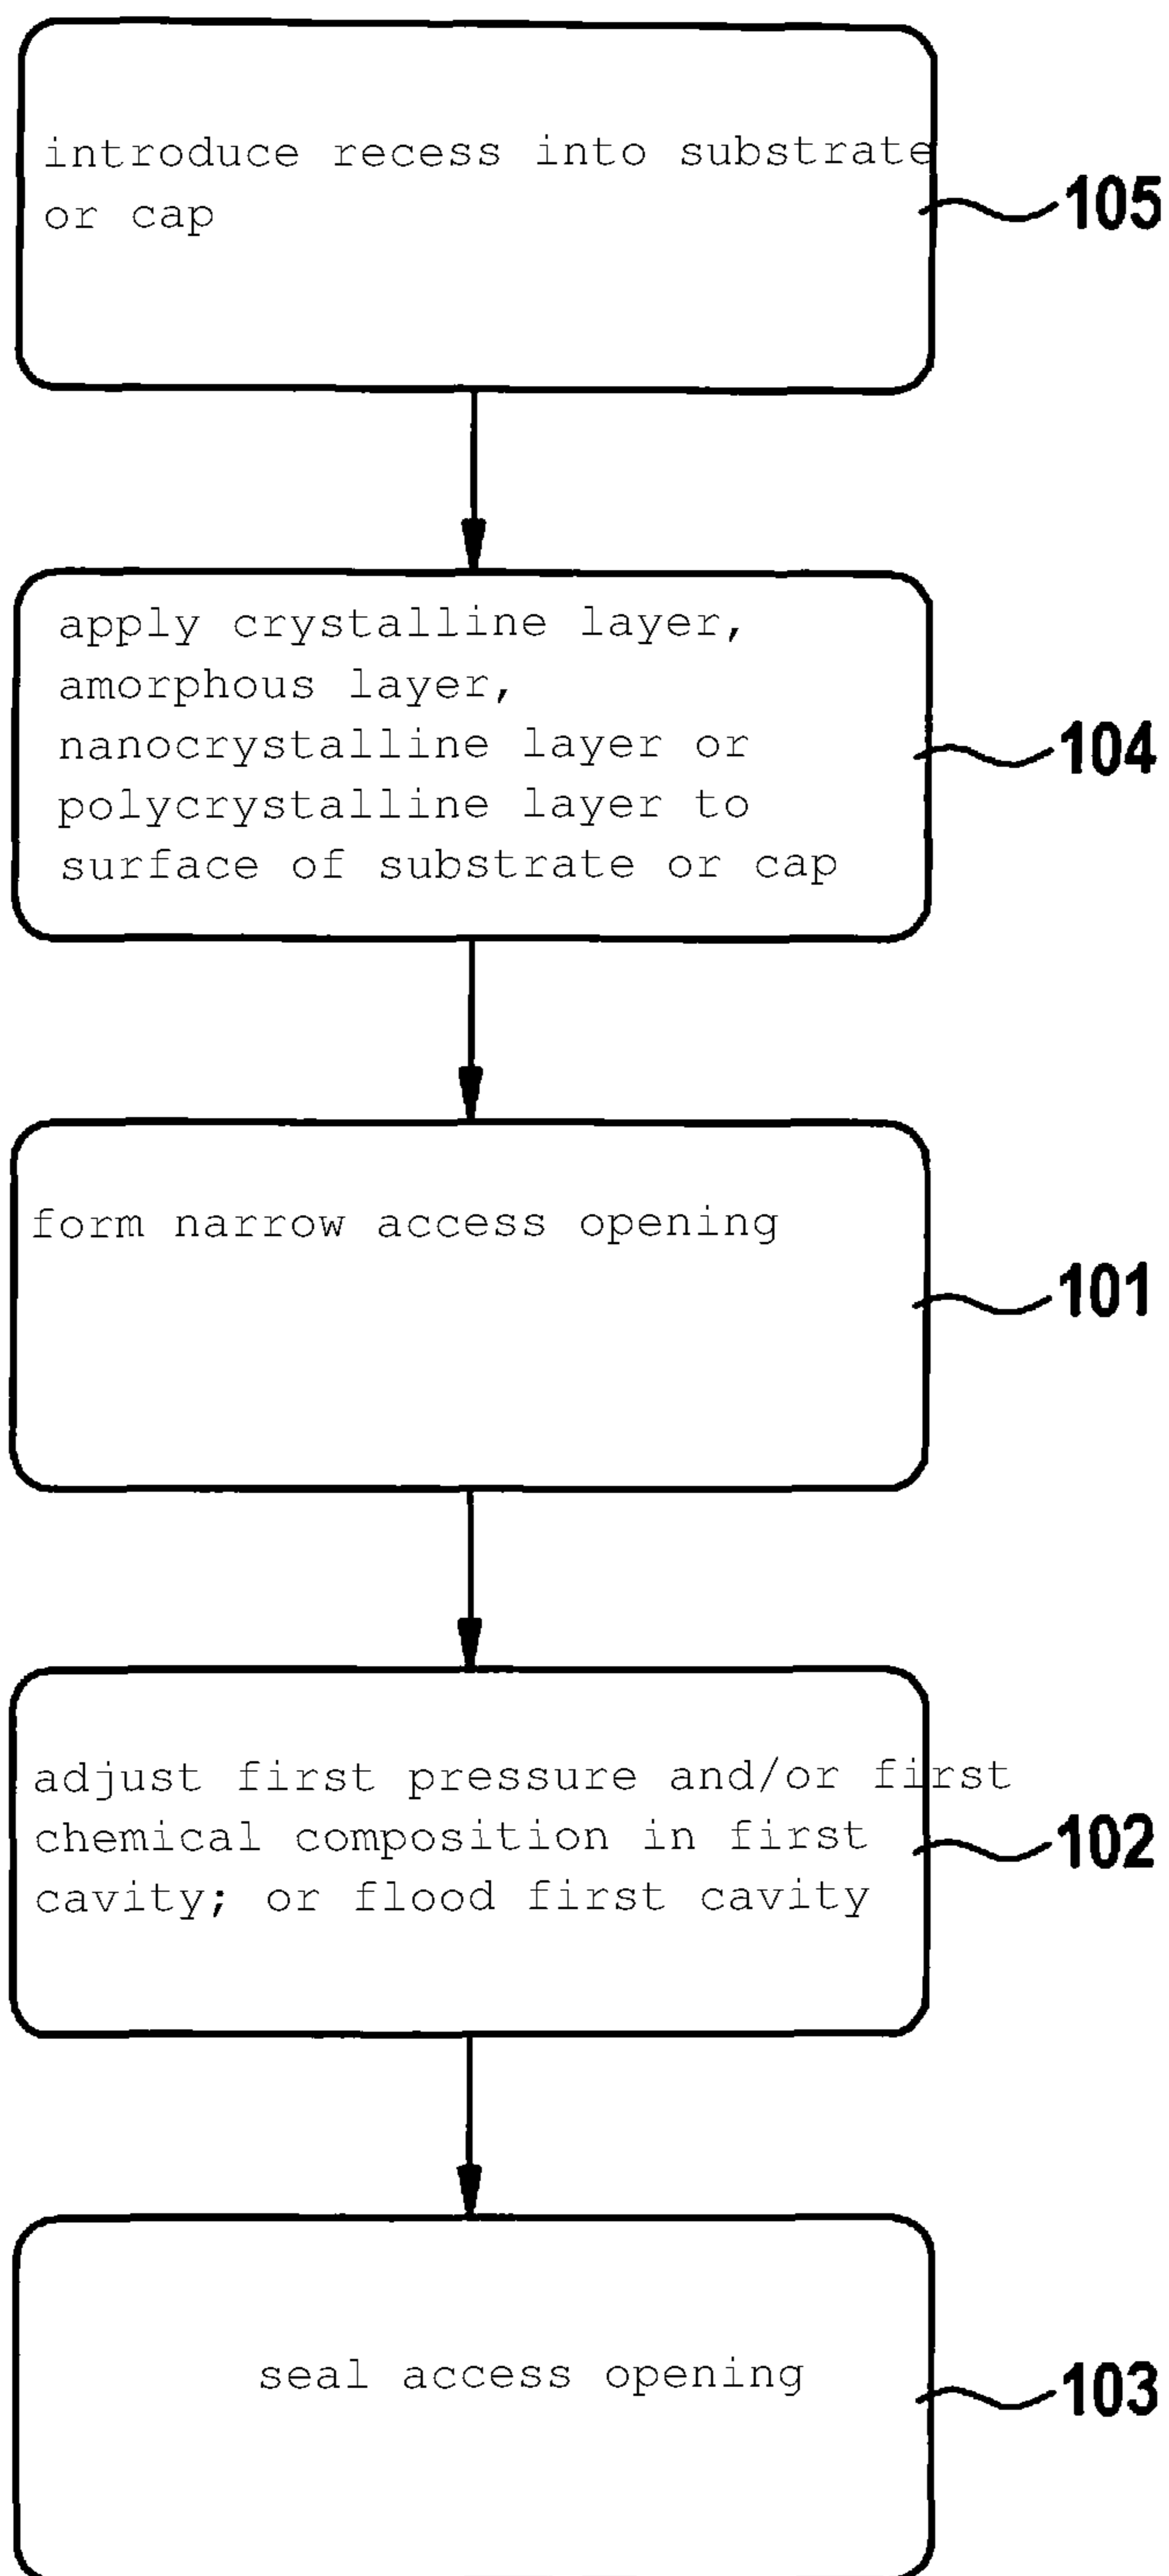 introduce recess into substrate
or cap
105
apply crystalline layer,
amorphous layer,
nanocrystalline layer or
polycrystalline layer to
surface of substrate or cap
104
form narrow access opening
101
adjust first pressure and/or first
chemical composition in first
cavity; or flood first cavity
102
seal access opening
103